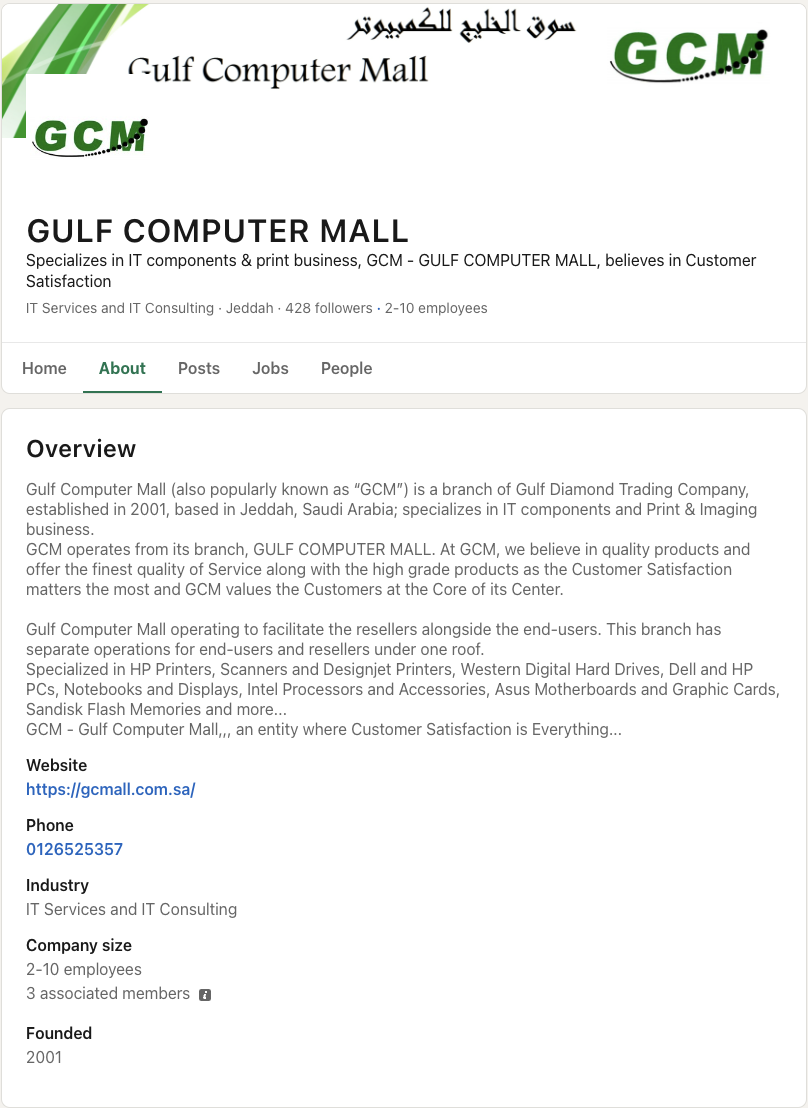 سوق الخليج للكمبيوتر
Gulf Computer Mall
GCM
GCM
GULF COMPUTER MALL
Specializes in IT components & print business, GCM - GULF COMPUTER MALL, believes in Customer
Satisfaction
IT Services and IT Consulting · Jeddah · 428 followers · 2-10 employees
Home About Posts Jobs People
Overview
Gulf Computer Mall (also popularly known as “GCM”) is a branch of Gulf Diamond Trading Company,
established in 2001, based in Jeddah, Saudi Arabia; specializes in IT components and Print & Imaging
business.
GCM operates from its branch, GULF COMPUTER MALL. At GCM, we believe in quality products and
offer the finest quality of Service along with the high grade products as the Customer Satisfaction
matters the most and GCM values the Customers at the Core of its Center.
Gulf Computer Mall operating to facilitate the resellers alongside the end-users. This branch has
separate operations for end-users and resellers under one roof.
Specialized in HP Printers, Scanners and Designjet Printers, Western Digital Hard Drives, Dell and HP
PCs, Notebooks and Displays, Intel Processors and Accessories, Asus Motherboards and Graphic Cards,
Sandisk Flash Memories and more...
GCM - Gulf Computer Mall,,, an entity where Customer Satisfaction is Everything...
Website
https://gcmall.com.sa/
Phone
0126525357
Industry
IT Services and IT Consulting
Company size
2-10 employees
3 associated members
Founded
2001